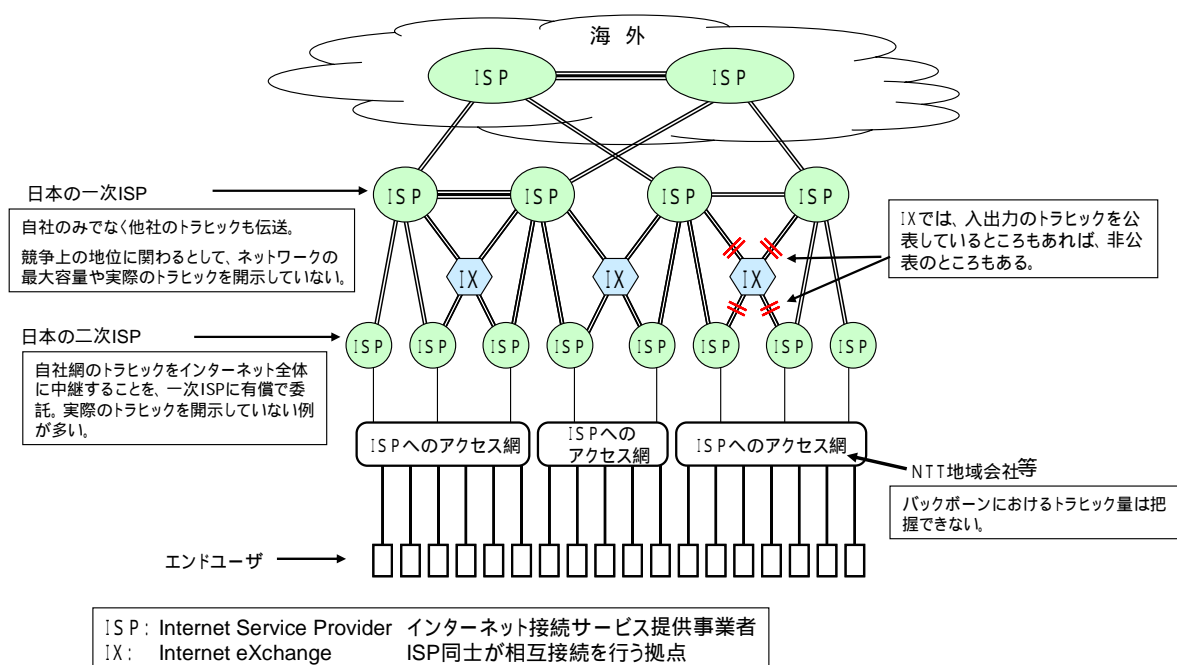 海 外
ISP ISP
日本の一次ISP
ISP ISP ISP ISP
自社のみでなく他社のトラヒックも伝送。
競争上の地位に関わるとして、ネットワークの
最大容量や実際のトラヒックを開示していない。
IXでは、入出力のトラヒックを公
表しているところもあれば、非公
表のところもある。
IX IX IX
日本の二次ISP
ISP ISP ISP ISP ISP ISP ISP ISP
自社網のトラヒックをインターネット全体
に中継することを、一次ISPに有償で委
託。実際のトラヒックを開示していない例
が多い。
ISPへのアクセス網
ISPへの
アクセス網
ISPへのアクセス網
NTT地域会社等
バックボーンにおけるトラヒック量は把
握できない。
エンドユーザ
ISP: Internet Service Provider インターネット接続サービス提供事業者
IX: Internet eXchange ISP同士が相互接続を行う拠点